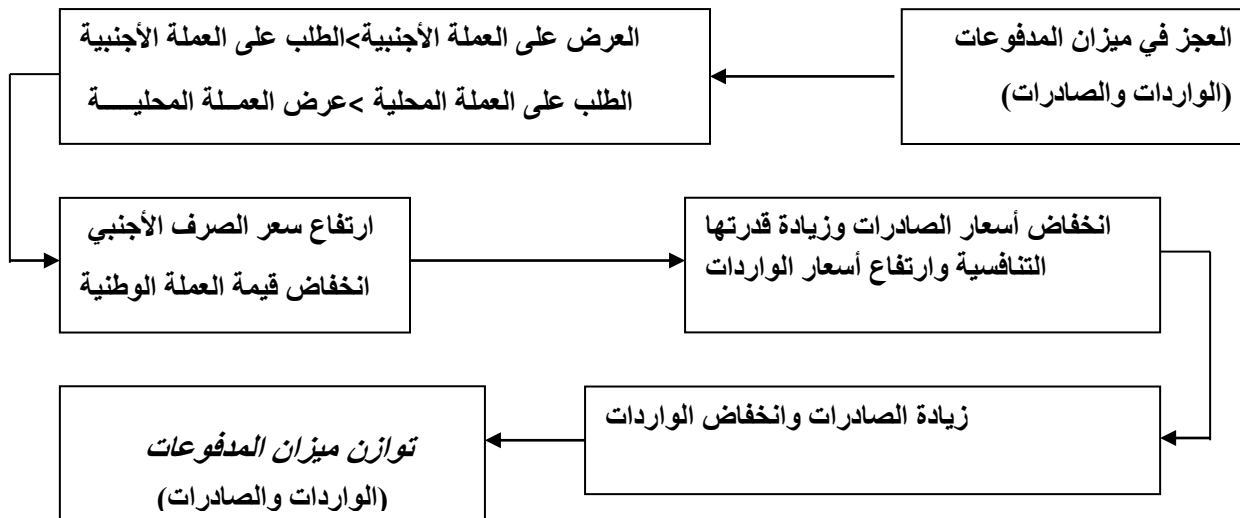 العجز في ميزان المدفوعات
(الواردات والصادرات)
العرض على العملة الأجنبية>الطلب على العملة الأجنبية
الطلب على العملة المحلية >عرض العمــلة المحليـــــة
ارتفاع سعر الصرف الأجنبي
انخفاض قيمة العملة الوطنية
انخفاض أسعار الصادرات وزيادة قدرتها
التنافسية وارتفاع أسعار الواردات
زيادة الصادرات وانخفاض الواردات
توازن ميزان المدفوعات
(الواردات والصادرات)